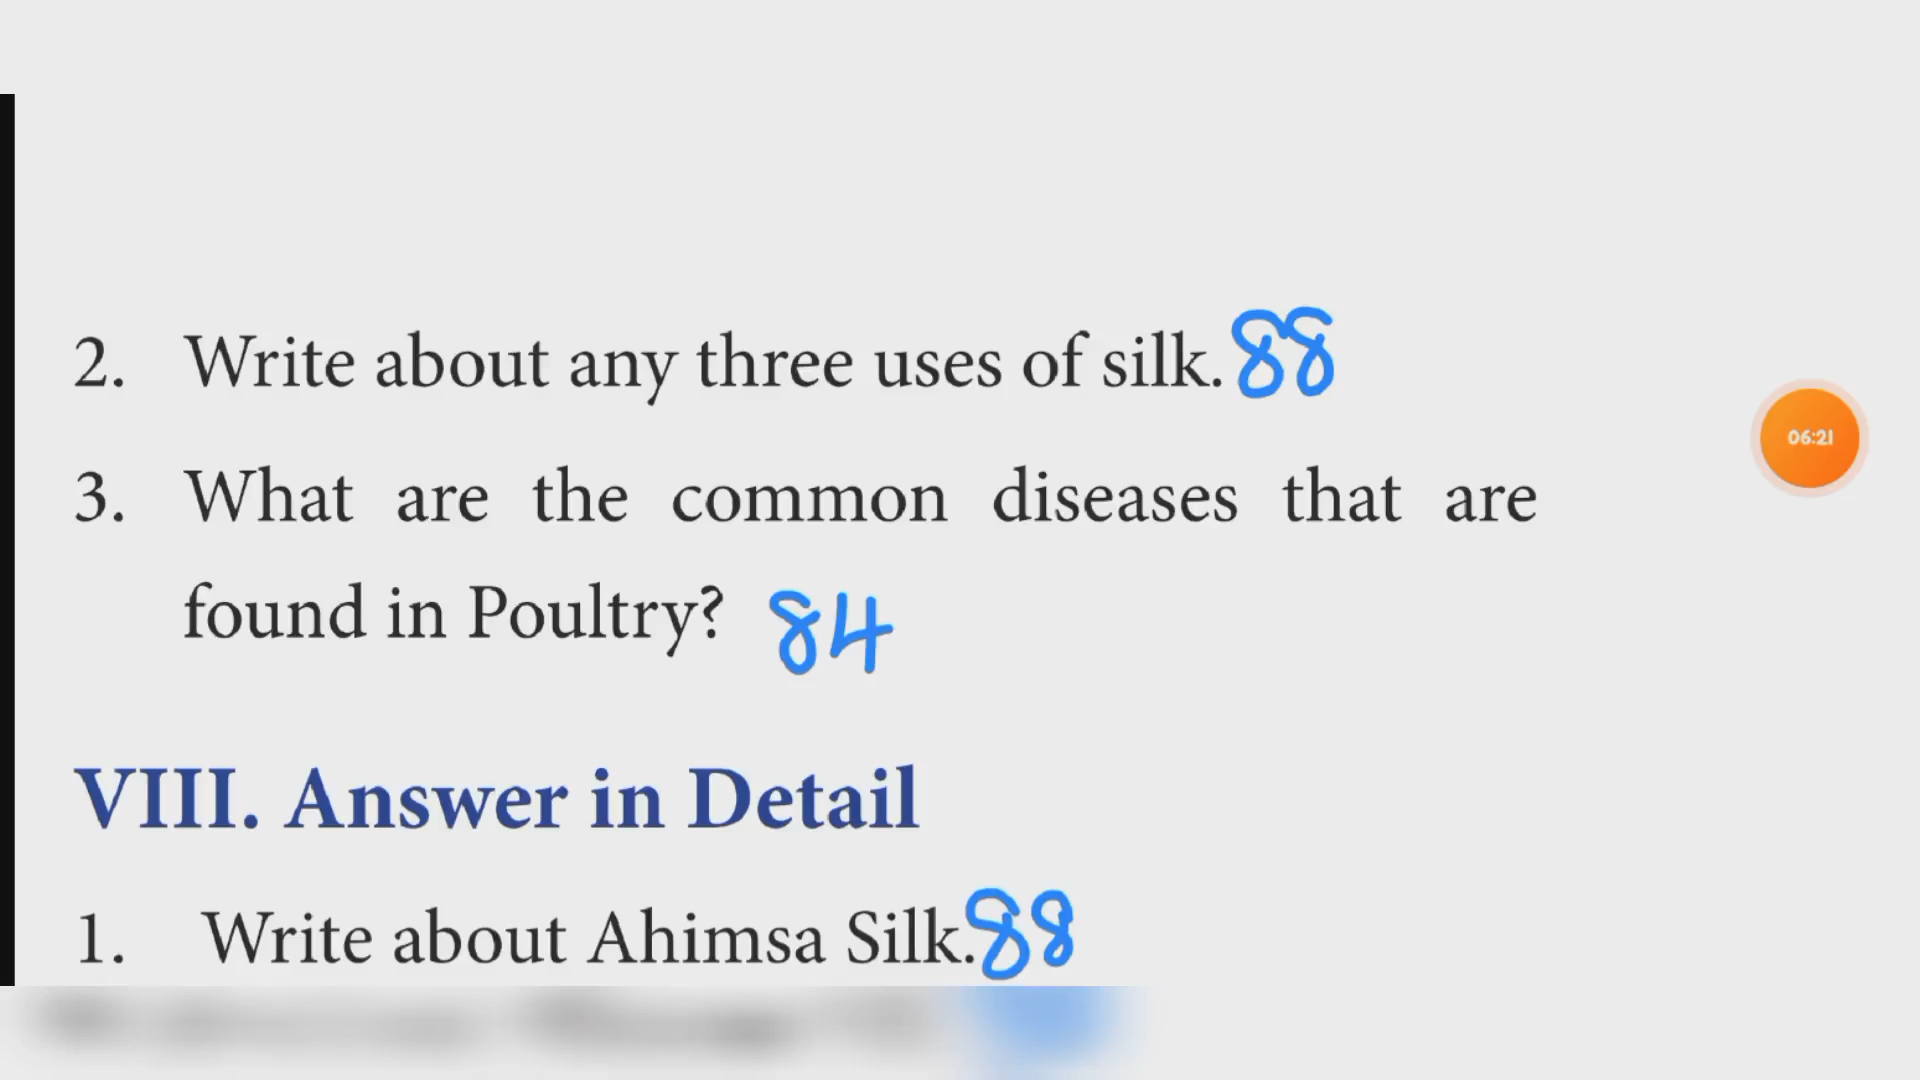 2. Write about any three uses of silk. 88
06:21
3. What are the common diseases that are
found in Poultry? 84
VIII. Answer in Detail
1. Write about Ahimsa Silk. 88